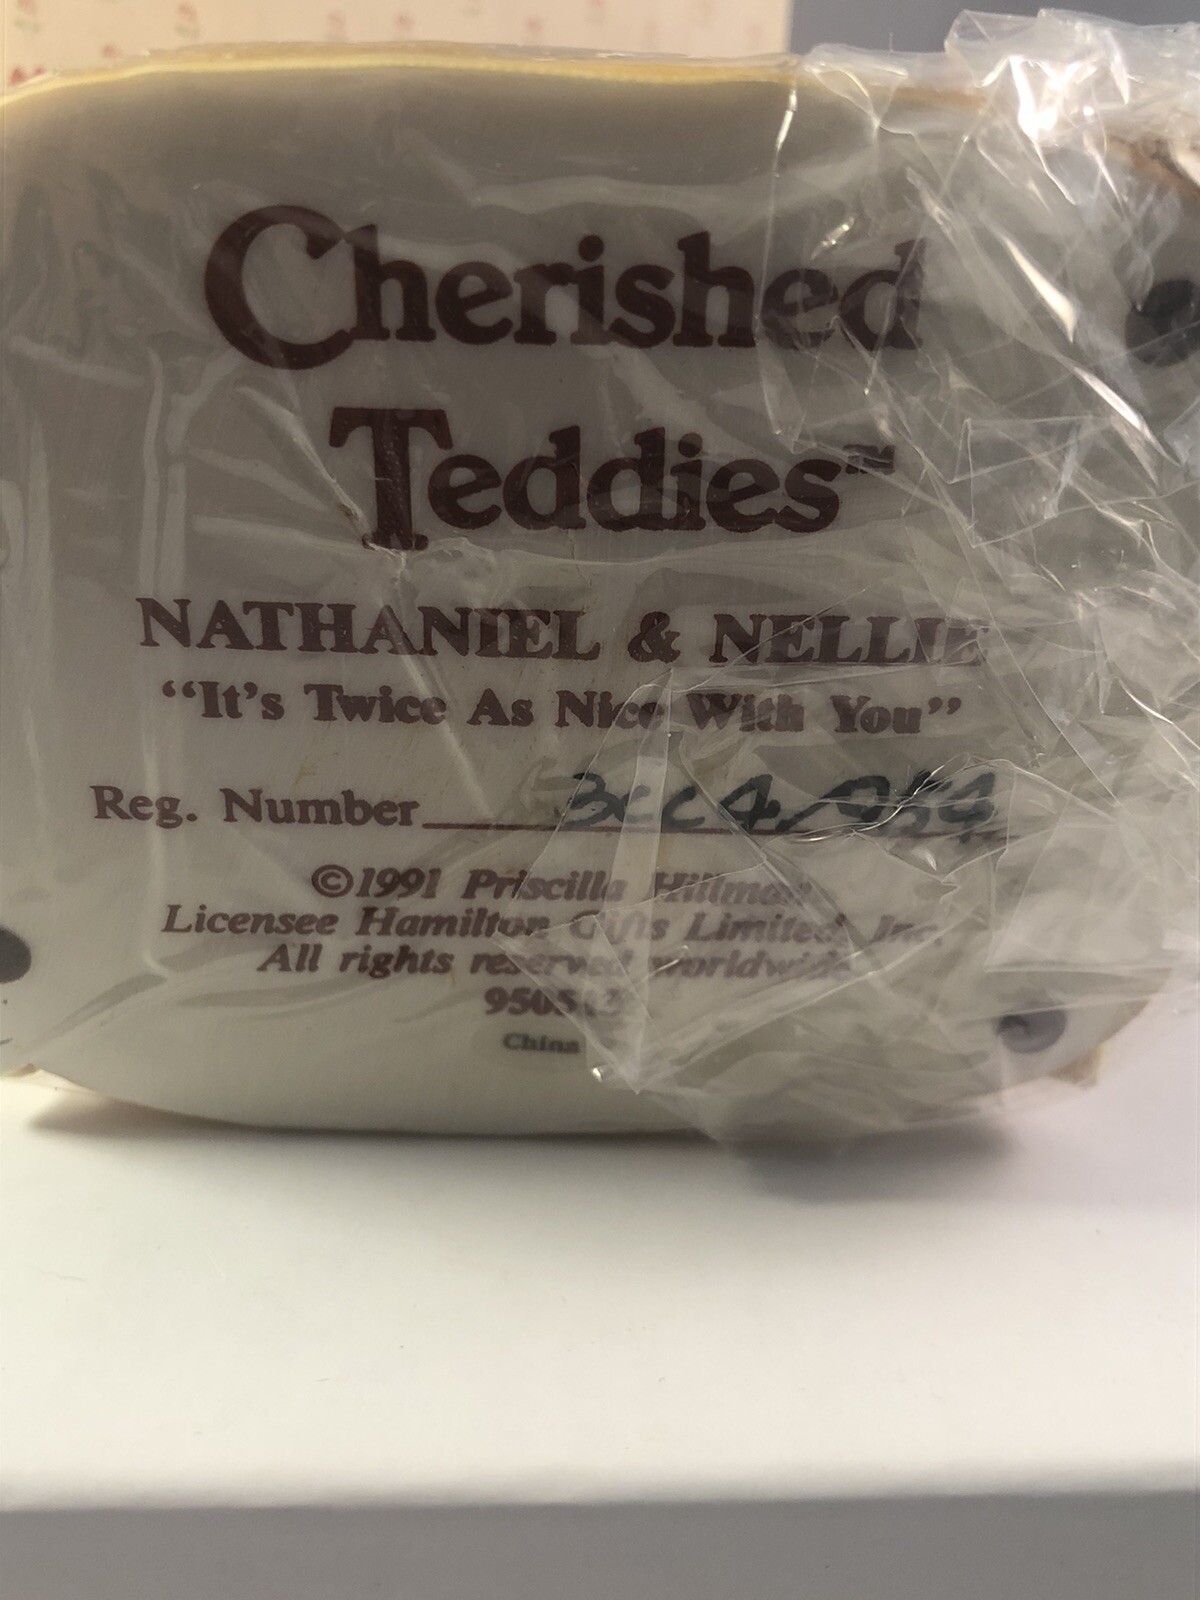 Cherished
Teddies™
NATHANIEL & NELLIE
“It's Twice As Nice With You”
Reg. Number
©1991 Priscilla Hillman
Licensee Hamilton Gifts Limited, Inc.
All rights reserved worldwide
China